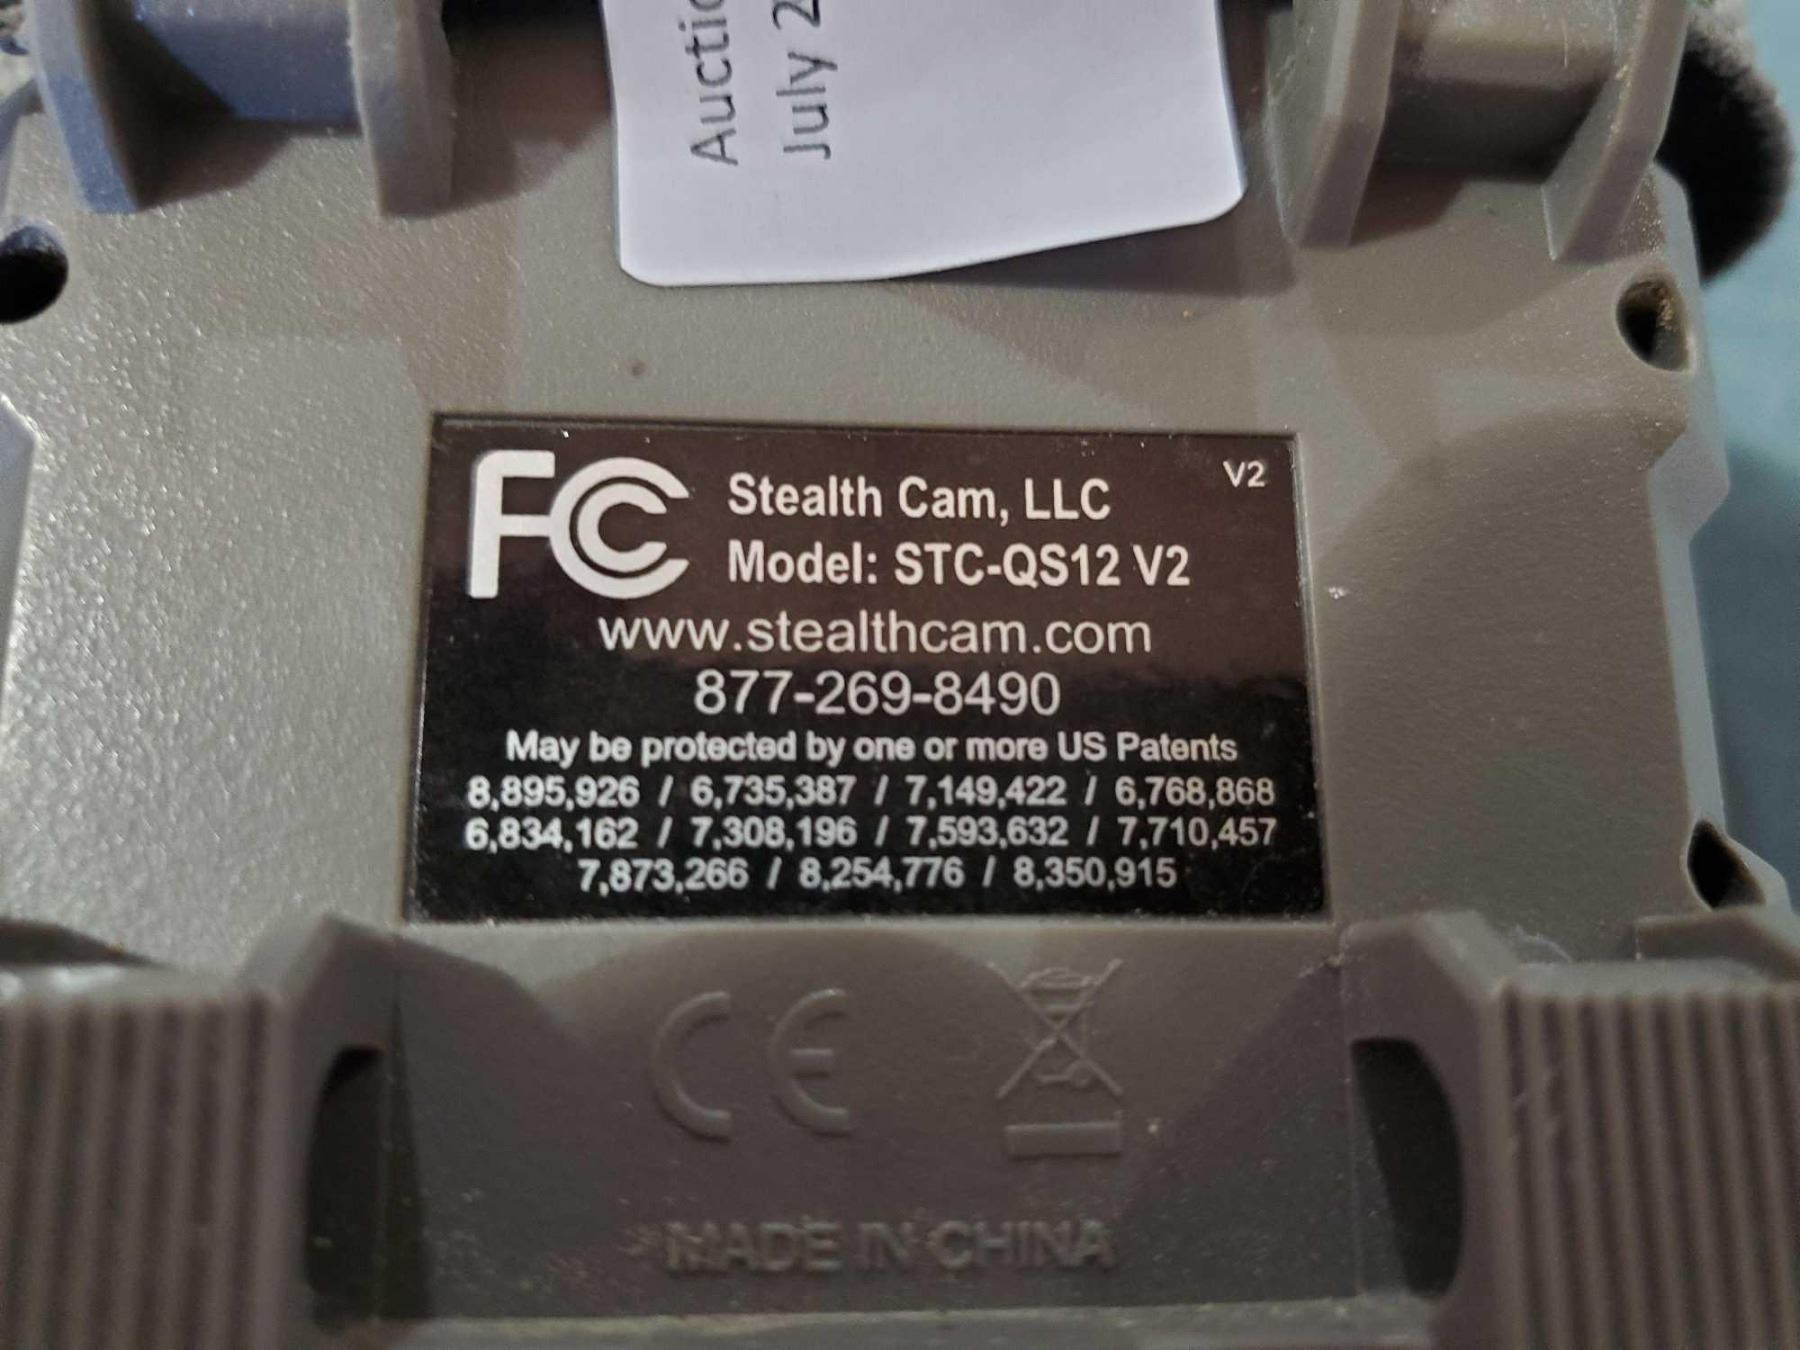 Auctio
July 2
FC
V2
Stealth Cam, LLC
Model: STC-QS12 V2
www.stealthcam.com
877-269-8490
May be protected by one or more US Patents
8,895,926 / 6,735,387 / 7,149,422 / 6,768,868
6,834,162 / 7,308,196 / 7,593,632 / 7,710,457
7,873,266 / 8,254,776 / 8,350,915
CE
MADE IN CHINA